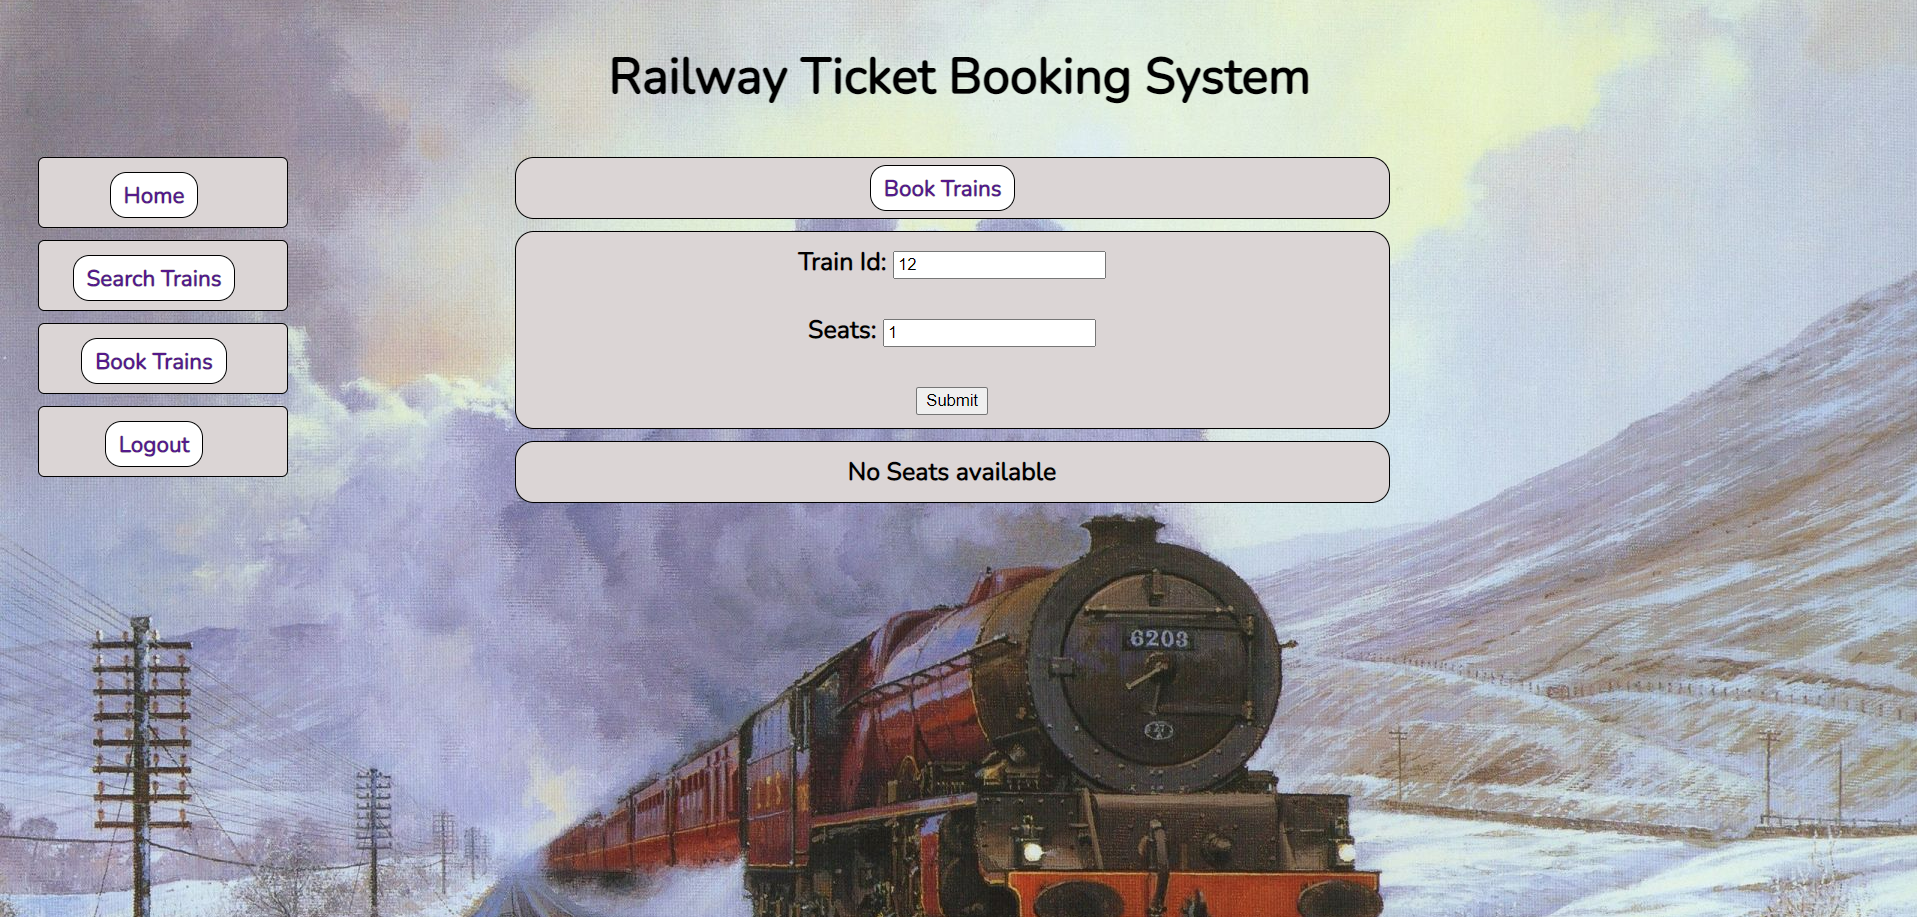 Railway Ticket Booking System
Home
Search Trains
Book Trains
Logout
Book Trains
Train Id: 12
Seats: 1
Submit
No Seats available
6203